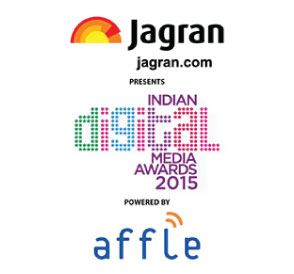 Jagran
jagran.com
PRESENTS
INDIAN
digital
MEDIA
AWARDS
2015
POWERED BY
affle